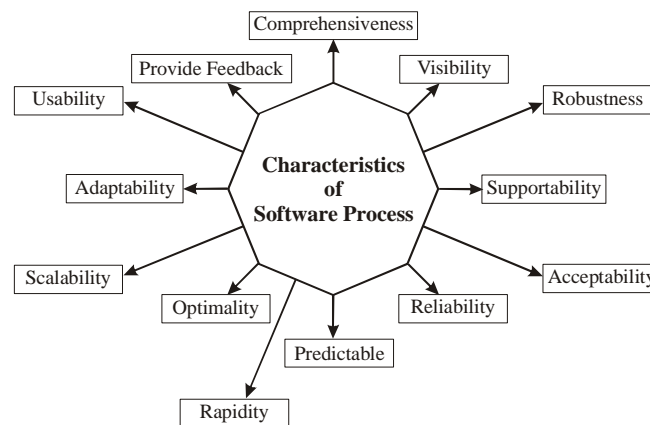 Comprehensiveness
Provide Feedback
Visibility
Usability
Robustness
Characteristics
of
Software Process
Adaptability
Supportability
Scalability
Acceptability
Optimality
Reliability
Predictable
Rapidity